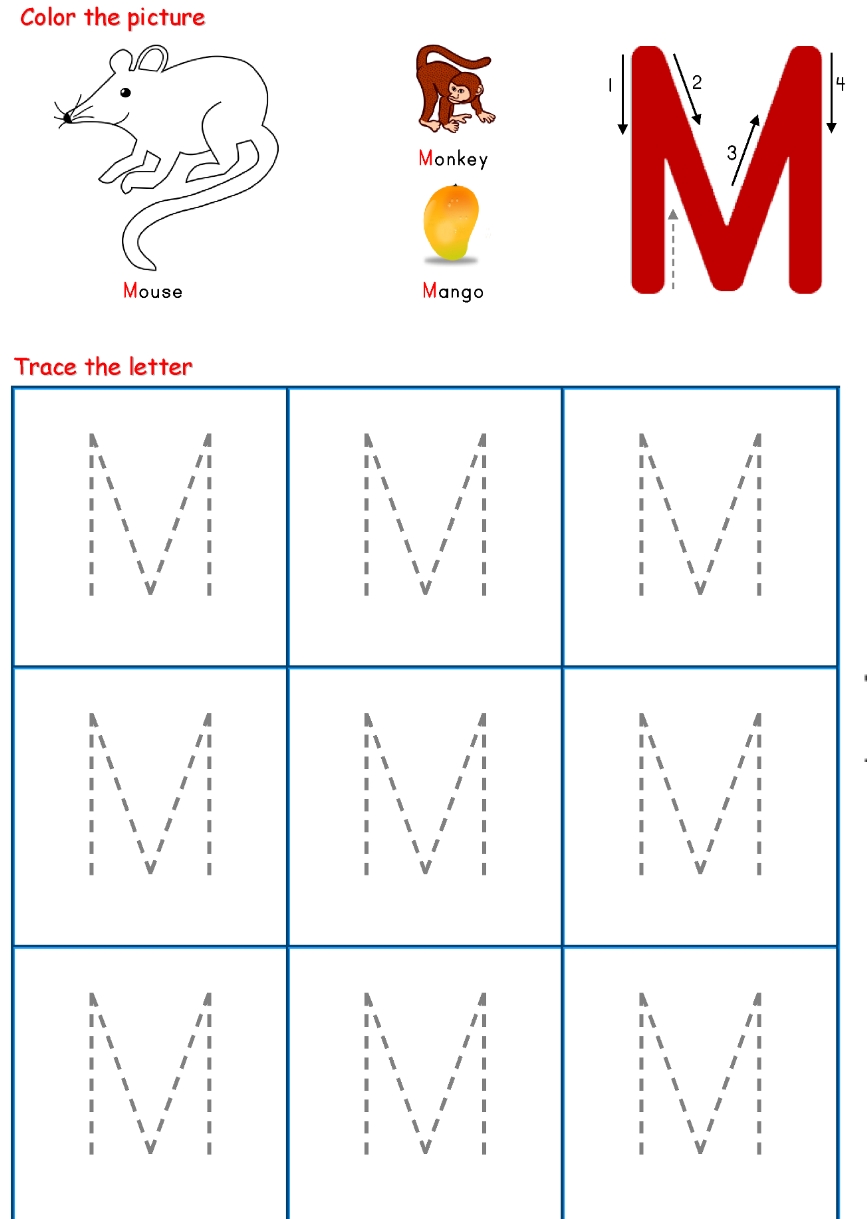 Color the picture
1 2 3 4
M
Monkey
Mouse
Mango
Trace the letter
M M M
M M M
M M M